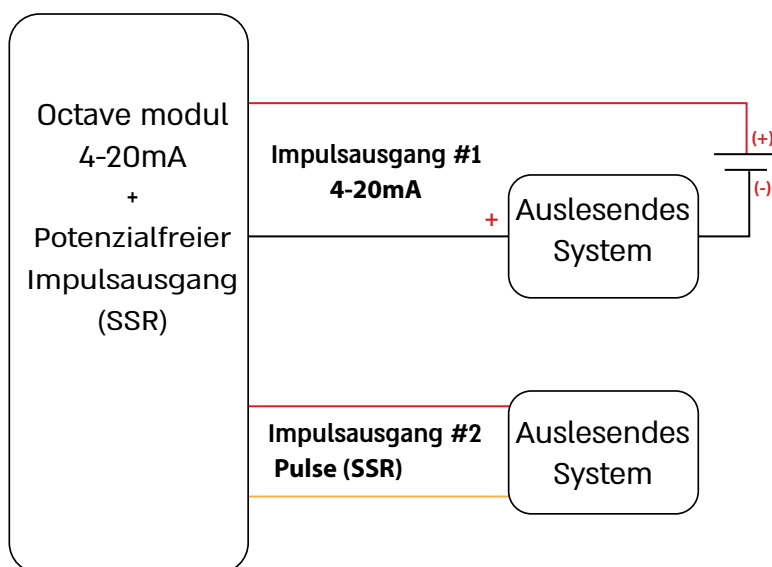 Octave modul
4-20mA
+
Potenzialfreier
Impulsausgang
(SSR)
Impulsausgang #1
4-20mA
+
Auslesendes
System
(+)
(-)
Impulsausgang #2
Pulse (SSR)
Auslesendes
System